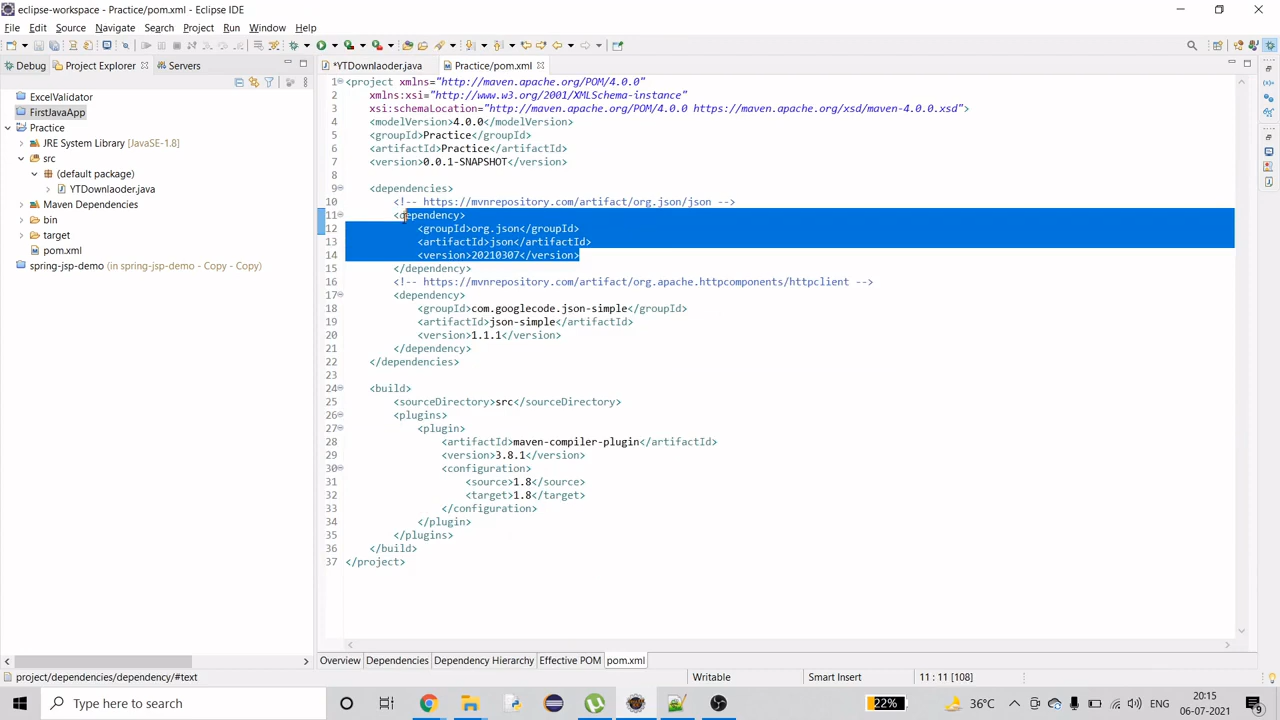 eclipse-workspace - Practice/pom.xml - Eclipse IDE
File Edit Source Navigate Search Project Run Window Help
Debug Project Explorer Servers *YTDownlaoder.java Practice/pom.xml
ExcelValidator
FirstJavaApp
Practice
JRE System Library [JavaSE-1.8]
src
(default package)
YTDownlaoder.java
Maven Dependencies
bin
target
pom.xml
spring-jsp-demo (in spring-jsp-demo - Copy - Copy)
1 <project xmlns="http://maven.apache.org/POM/4.0.0"
2 xmlns:xsi="http://www.w3.org/2001/XMLSchema-instance"
3 xsi:schemaLocation="http://maven.apache.org/POM/4.0.0 https://maven.apache.org/xsd/maven-4.0.0.xsd">
4 <modelVersion>4.0.0</modelVersion>
5 <groupId>Practice</groupId>
6 <artifactId>Practice</artifactId>
7 <version>0.0.1-SNAPSHOT</version>
8
9 <dependencies>
10 <!-- https://mvnrepository.com/artifact/org.json/json -->
11 <dependency>
12 <groupId>org.json</groupId>
13 <artifactId>json</artifactId>
14 <version>20210307</version>
15 </dependency>
16 <!-- https://mvnrepository.com/artifact/org.apache.httpcomponents/httpclient -->
17 <dependency>
18 <groupId>com.googlecode.json-simple</groupId>
19 <artifactId>json-simple</artifactId>
20 <version>1.1.1</version>
21 </dependency>
22 </dependencies>
23
24 <build>
25 <sourceDirectory>src</sourceDirectory>
26 <plugins>
27 <plugin>
28 <artifactId>maven-compiler-plugin</artifactId>
29 <version>3.8.1</version>
30 <configuration>
31 <source>1.8</source>
32 <target>1.8</target>
33 </configuration>
34 </plugin>
35 </plugins>
36 </build>
37 </project>
Overview Dependencies Dependency Hierarchy Effective POM pom.xml
project/dependencies/dependency/#text Writable Smart Insert 11 : 11 [108]
Type here to search 22% 36°C ENG 20:15
06-07-2021 9